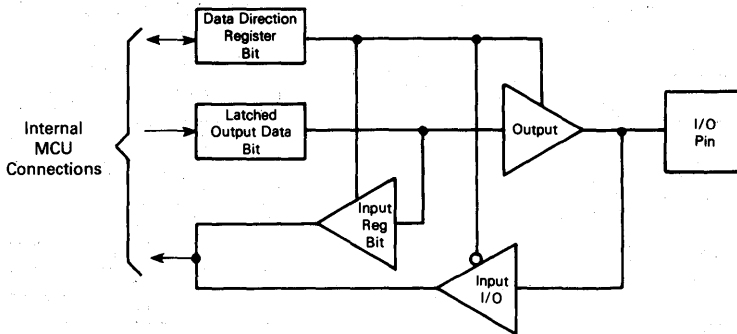 Data Direction
Register
Bit
Latched
Output Data
Bit
Internal
MCU
Connections
Output
I/O
Pin
Input
Reg
Bit
Input
I/O